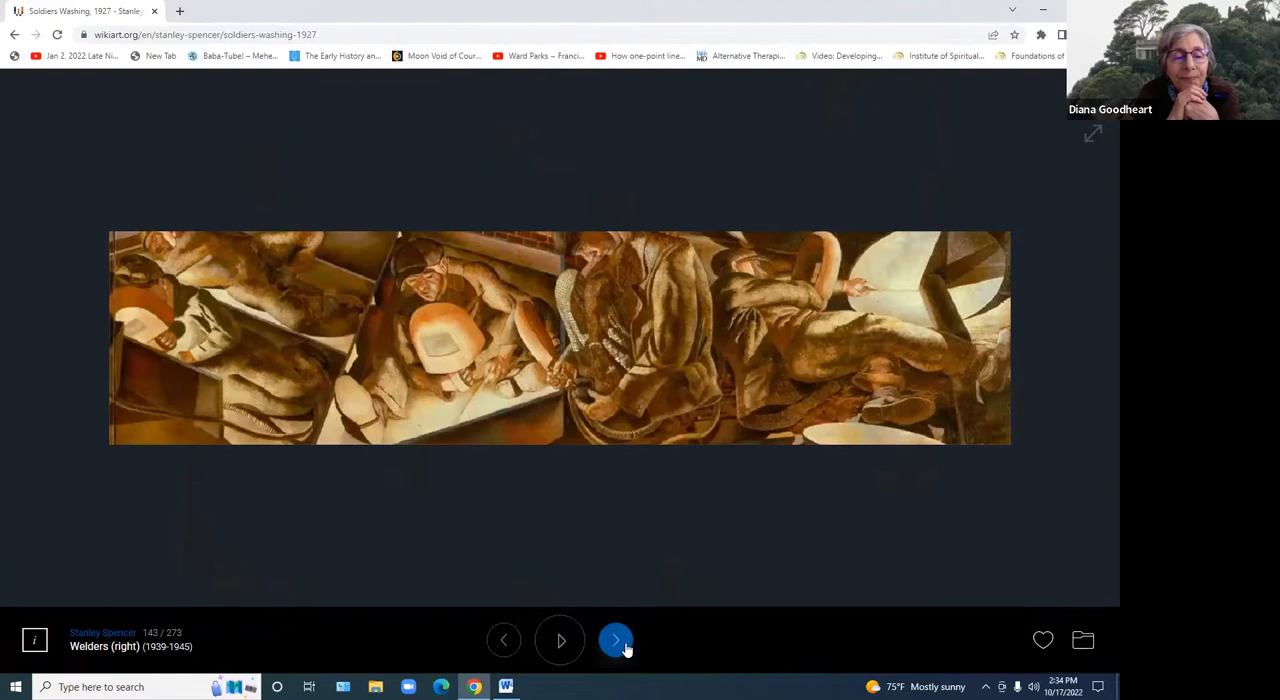 Soldiers Washing, 1927 - Stanley
wikiart.org/en/stanley-spencer/soldiers-washing-1927
Jan 2, 2022 Late Ni... New Tab Baba-Tube! – Mehe... The Early History an... Moon Void of Cour... Ward Parks – Franci... How one-point line... Alternative Therapi... Video: Developing... Institute of Spiritual... Foundations of
Diana Goodheart
i
Stanley Spencer 143 / 273
Welders (right) (1939-1945)
Type here to search
75°F Mostly sunny
2:34 PM
10/17/2022